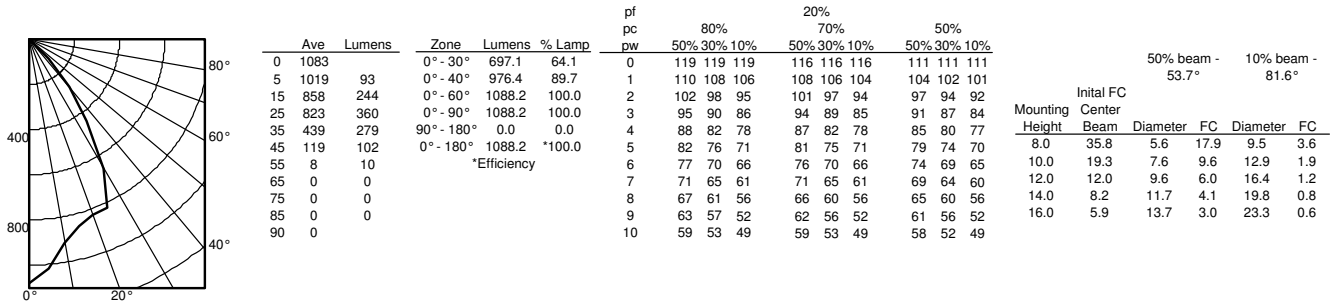 80°
60°
40°
20°
0°
400
800
Ave Lumens
0 1083
5 1019 93
15 858 244
25 823 360
35 439 279
45 119 102
55 8 10
65 0 0
75 0 0
85 0 0
90 0
Zone Lumens % Lamp
0° - 30° 697.1 64.1
0° - 40° 976.4 89.7
0° - 60° 1088.2 100.0
0° - 90° 1088.2 100.0
90° - 180° 0.0 0.0
0° - 180° 1088.2 *100.0
*Efficiency
pf 20%
pc 80% 70% 50%
pw 50% 30% 10% 50% 30% 10% 50% 30% 10%
0 119 119 119 116 116 116 111 111 111
1 110 108 106 108 106 104 104 102 101
2 102 98 95 101 97 94 97 94 92
3 95 90 86 94 89 85 91 87 84
4 88 82 78 87 82 78 85 80 77
5 82 76 71 81 75 71 79 74 70
6 77 70 66 76 70 66 74 69 65
7 71 65 61 71 65 61 69 64 60
8 67 61 56 66 60 56 65 60 56
9 63 57 52 62 56 52 61 56 52
10 59 53 49 59 53 49 58 52 49
50% beam - 10% beam -
53.7° 81.6°
Inital FC
Mounting Center
Height Beam Diameter FC Diameter FC
8.0 35.8 5.6 17.9 9.5 3.6
10.0 19.3 7.6 9.6 12.9 1.9
12.0 12.0 9.6 6.0 16.4 1.2
14.0 8.2 11.7 4.1 19.8 0.8
16.0 5.9 13.7 3.0 23.3 0.6